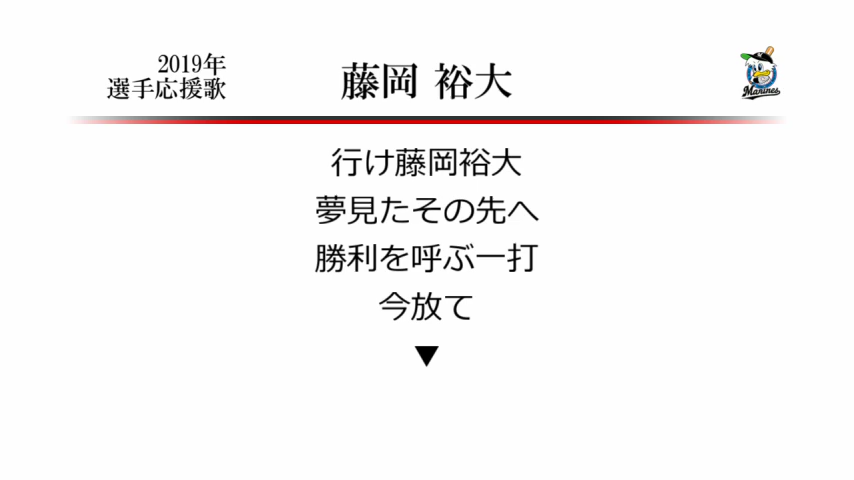 2019年
選手応援歌
藤岡 裕大
Marines
行け藤岡裕大
夢見たその先へ
勝利を呼ぶ一打
今放て
▼